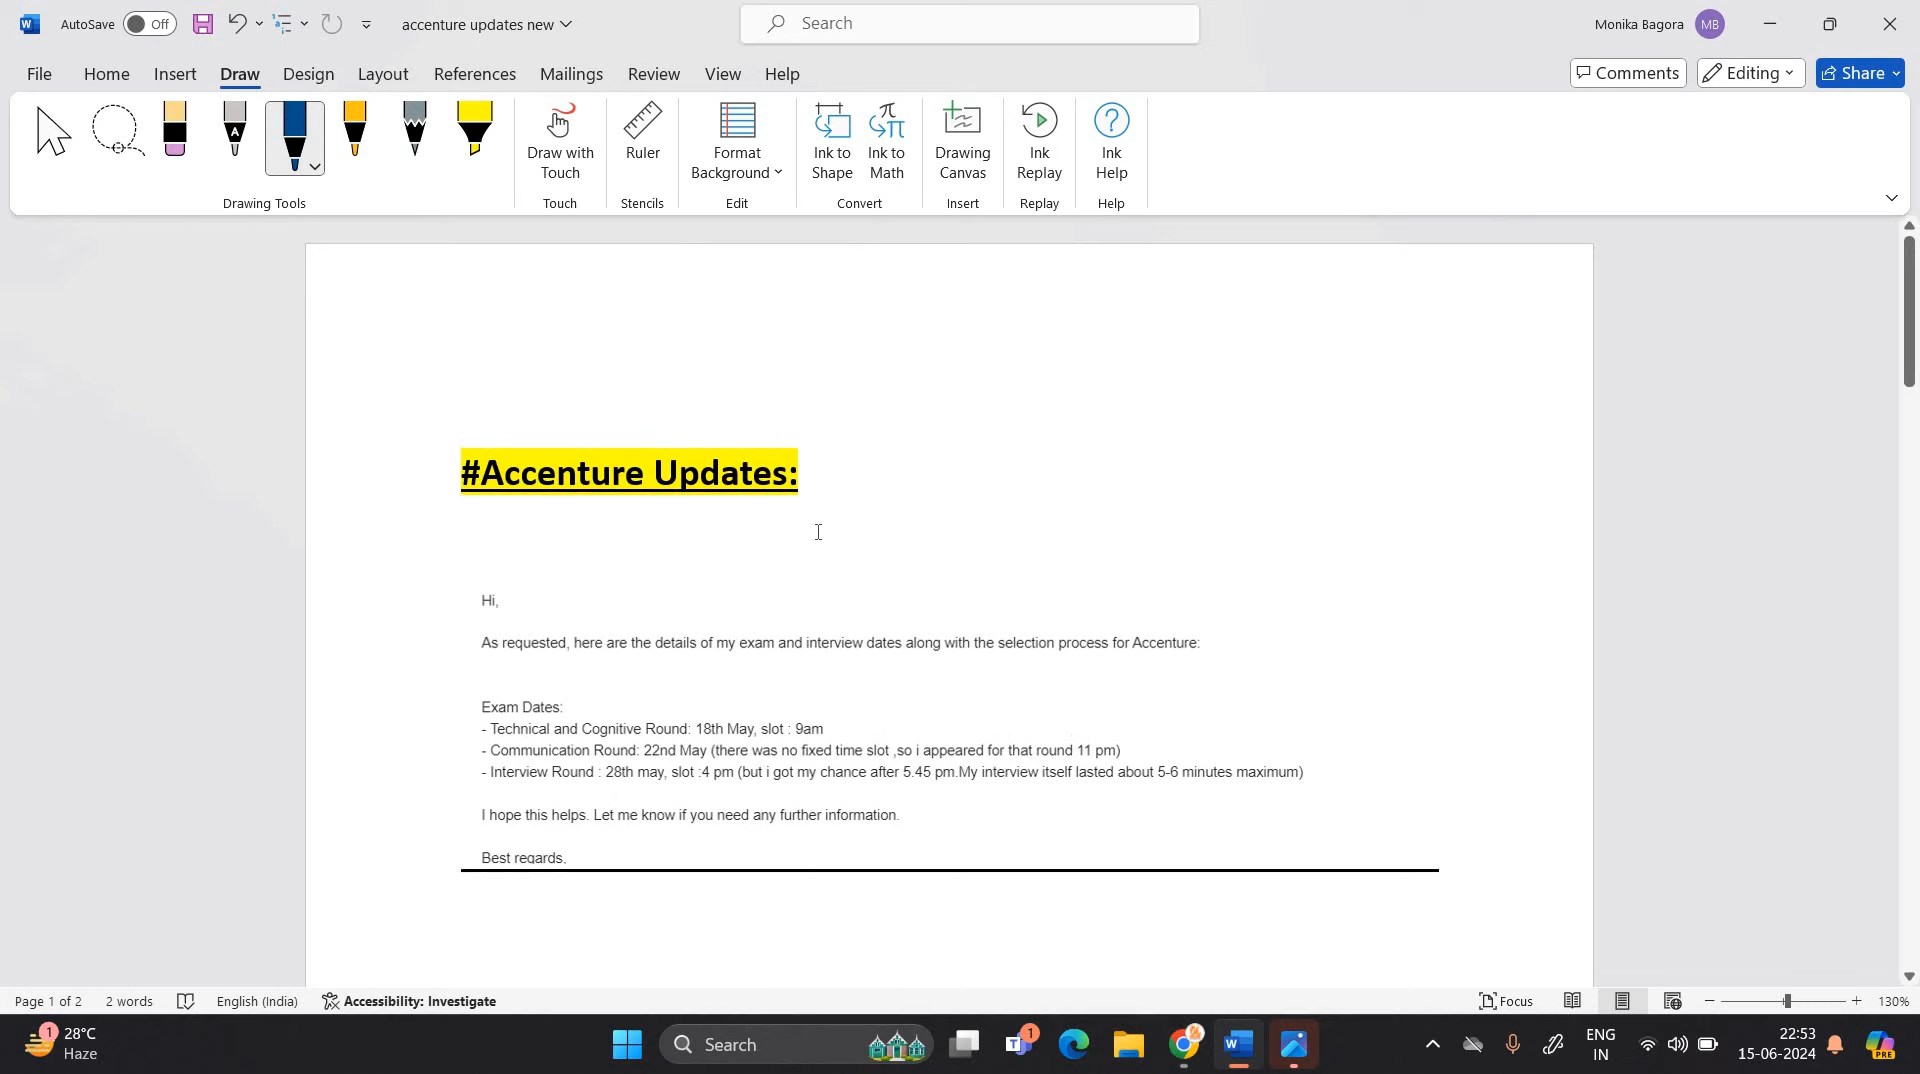 AutoSave Off accenture updates new Search Monika Bagora MB
File Home Insert Draw Design Layout References Mailings Review View Help Comments Editing Share
A
Draw with Touch
Ruler
Format Background
Ink to Shape
Ink to Math
Drawing Canvas
Ink Replay
Ink Help
Drawing Tools Touch Stencils Edit Convert Insert Replay Help
#Accenture Updates:
Hi,
As requested, here are the details of my exam and interview dates along with the selection process for Accenture:
Exam Dates:
- Technical and Cognitive Round: 18th May, slot : 9am
- Communication Round: 22nd May (there was no fixed time slot ,so i appeared for that round 11 pm)
- Interview Round : 28th may, slot :4 pm (but i got my chance after 5.45 pm.My interview itself lasted about 5-6 minutes maximum)
I hope this helps. Let me know if you need any further information.
Best regards,
Page 1 of 2 2 words English (India) Accessibility: Investigate Focus 130%
1 28°C Search 1 ENG 22:53
Haze IN 15-06-2024 PRE